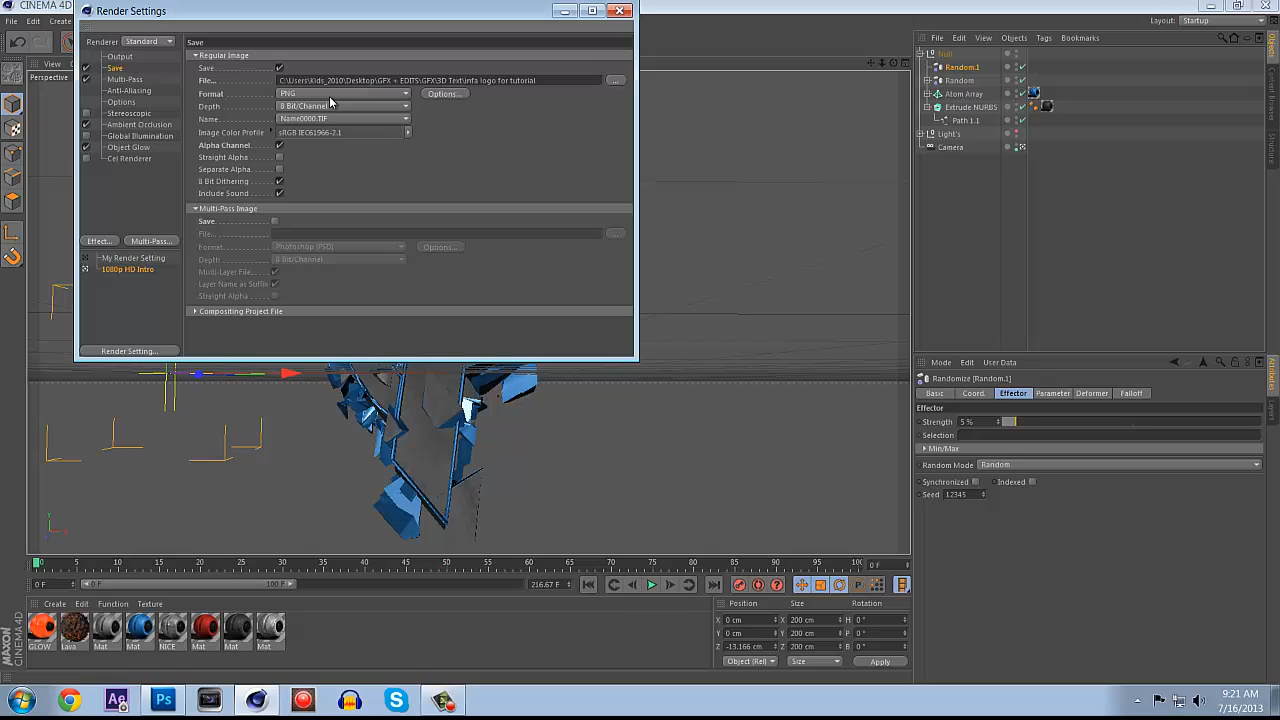 Render Settings
Layout: Startup
File Edit Create
File Edit View Objects Tags Bookmarks
Renderer Standard
Output
Save
Multi-Pass
Anti-Aliasing
Options
Stereoscopic
Ambient Occlusion
Global Illumination
Object Glow
Cel Renderer
Effect... Multi-Pass...
My Render Setting
1080p HD Intro
Render Setting...
Save
Regular Image
Save
File... C:\Users\Kids_2010\Desktop\GFX + EDITS\GFX\3D Text\infa logo for tutorial ...
Format PNG Options...
Depth 8 Bit/Channel
Name Name0000.TIF
Image Color Profile sRGB IEC61966-2.1
Alpha Channel
Straight Alpha
Separate Alpha
8 Bit Dithering
Include Sound
Multi-Pass Image
Save
File... ...
Format Photoshop (PSD) Options...
Depth 8 Bit/Channel
Multi-Layer File
Layer Name as Suffix
Straight Alpha
Compositing Project File
View
Perspective
Null
Random.1
Random
Atom Array
Extrude NURBS
Path 1.1
Light's
Camera
Objects
Structure
Mode Edit User Data
Randomize [Random.1]
Basic Coord. Effector Parameter Deformer Falloff
Effector
Strength 5 %
Selection
Min/Max
Random Mode Random
Synchronized Indexed
Seed 12345
Attributes
Layers
Y
X
0 5 10 15 20 25 30 35 40 45 50 55 60 65 70 75 80 85 90 95 100 0 F
0 F 0 F 100 F 216.67 F
Create Edit Function Texture
GLOW Lava Mat Mat NICE Mat Mat Mat
Position Size Rotation
X 0 cm X 200 cm H 0 °
Y 0 cm Y 200 cm P 0 °
Z -13.166 cm Z 200 cm B 0 °
Object (Rel) Size Apply
MAXON
CINEMA 4D
Ae
Ps
9:21 AM
7/16/2013